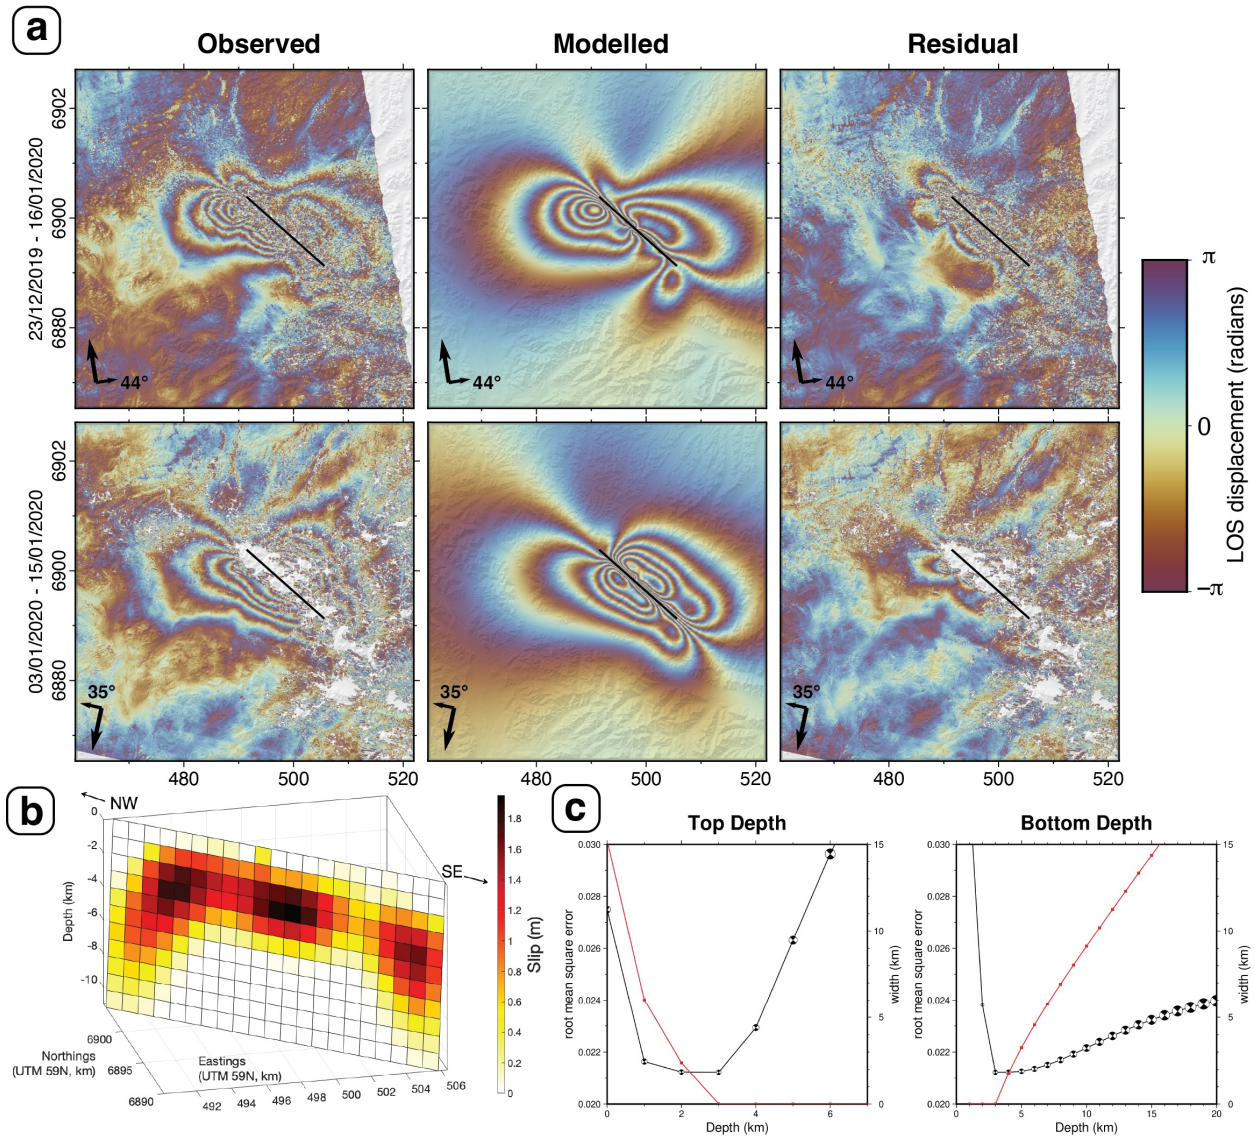 a
Observed
Modelled
Residual
23/12/2019 - 16/01/2020
6902
6900
6880
44°
44°
44°
03/01/2020 - 15/01/2020
6902
6900
6880
35°
35°
35°
480
500
520
480
500
520
480
500
520
π
0
−π
LOS displacement (radians)
b
NW
SE
0
-2
-4
-6
-8
-10
Depth (km)
6900
6895
6890
Northings
(UTM 59N, km)
Eastings
(UTM 59N, km)
492
494
496
498
500
502
504
506
1.8
1.6
1.4
1.2
1
0.8
0.6
0.4
0.2
0
Slip (m)
c
Top Depth
0.030
0.028
0.026
0.024
0.022
0.020
root mean square error
0
2
4
6
Depth (km)
15
10
5
0
width (km)
Bottom Depth
0.030
0.028
0.026
0.024
0.022
0.020
root mean square error
0
5
10
15
20
Depth (km)
15
10
5
0
width (km)